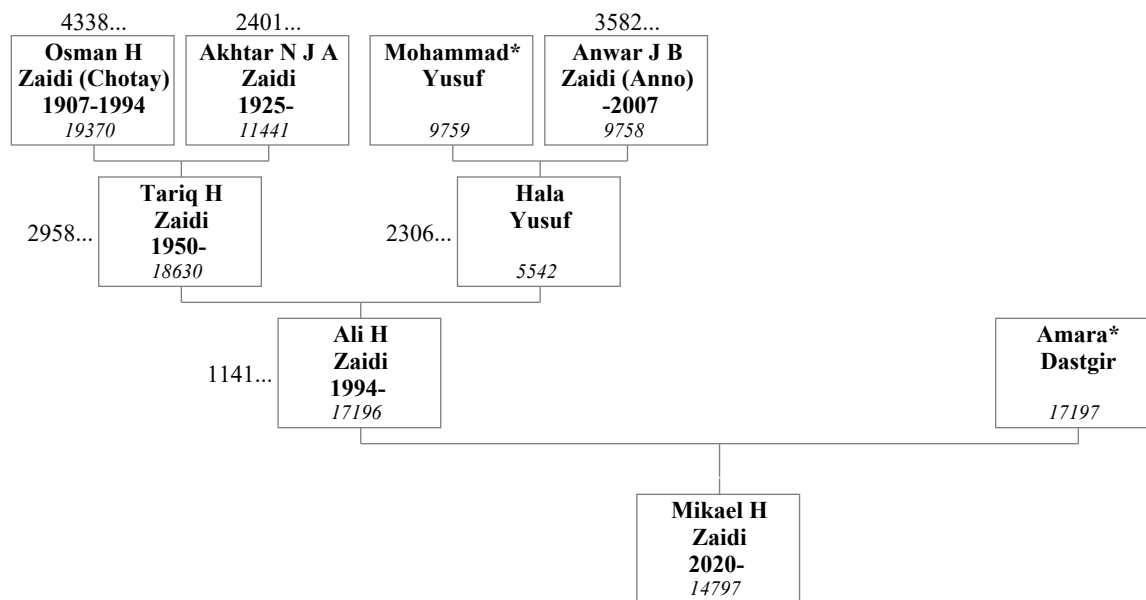 4338...
2401...
3582...
Osman H
Zaidi (Chotay)
1907-1994
19370
Akhtar N J A
Zaidi
1925-
11441
Mohammad*
Yusuf
9759
Anwar J B
Zaidi (Anno)
-2007
9758
2958...
Tariq H
Zaidi
1950-
18630
2306...
Hala
Yusuf
5542
1141...
Ali H
Zaidi
1994-
17196
Amara*
Dastgir
17197
Mikael H
Zaidi
2020-
14797